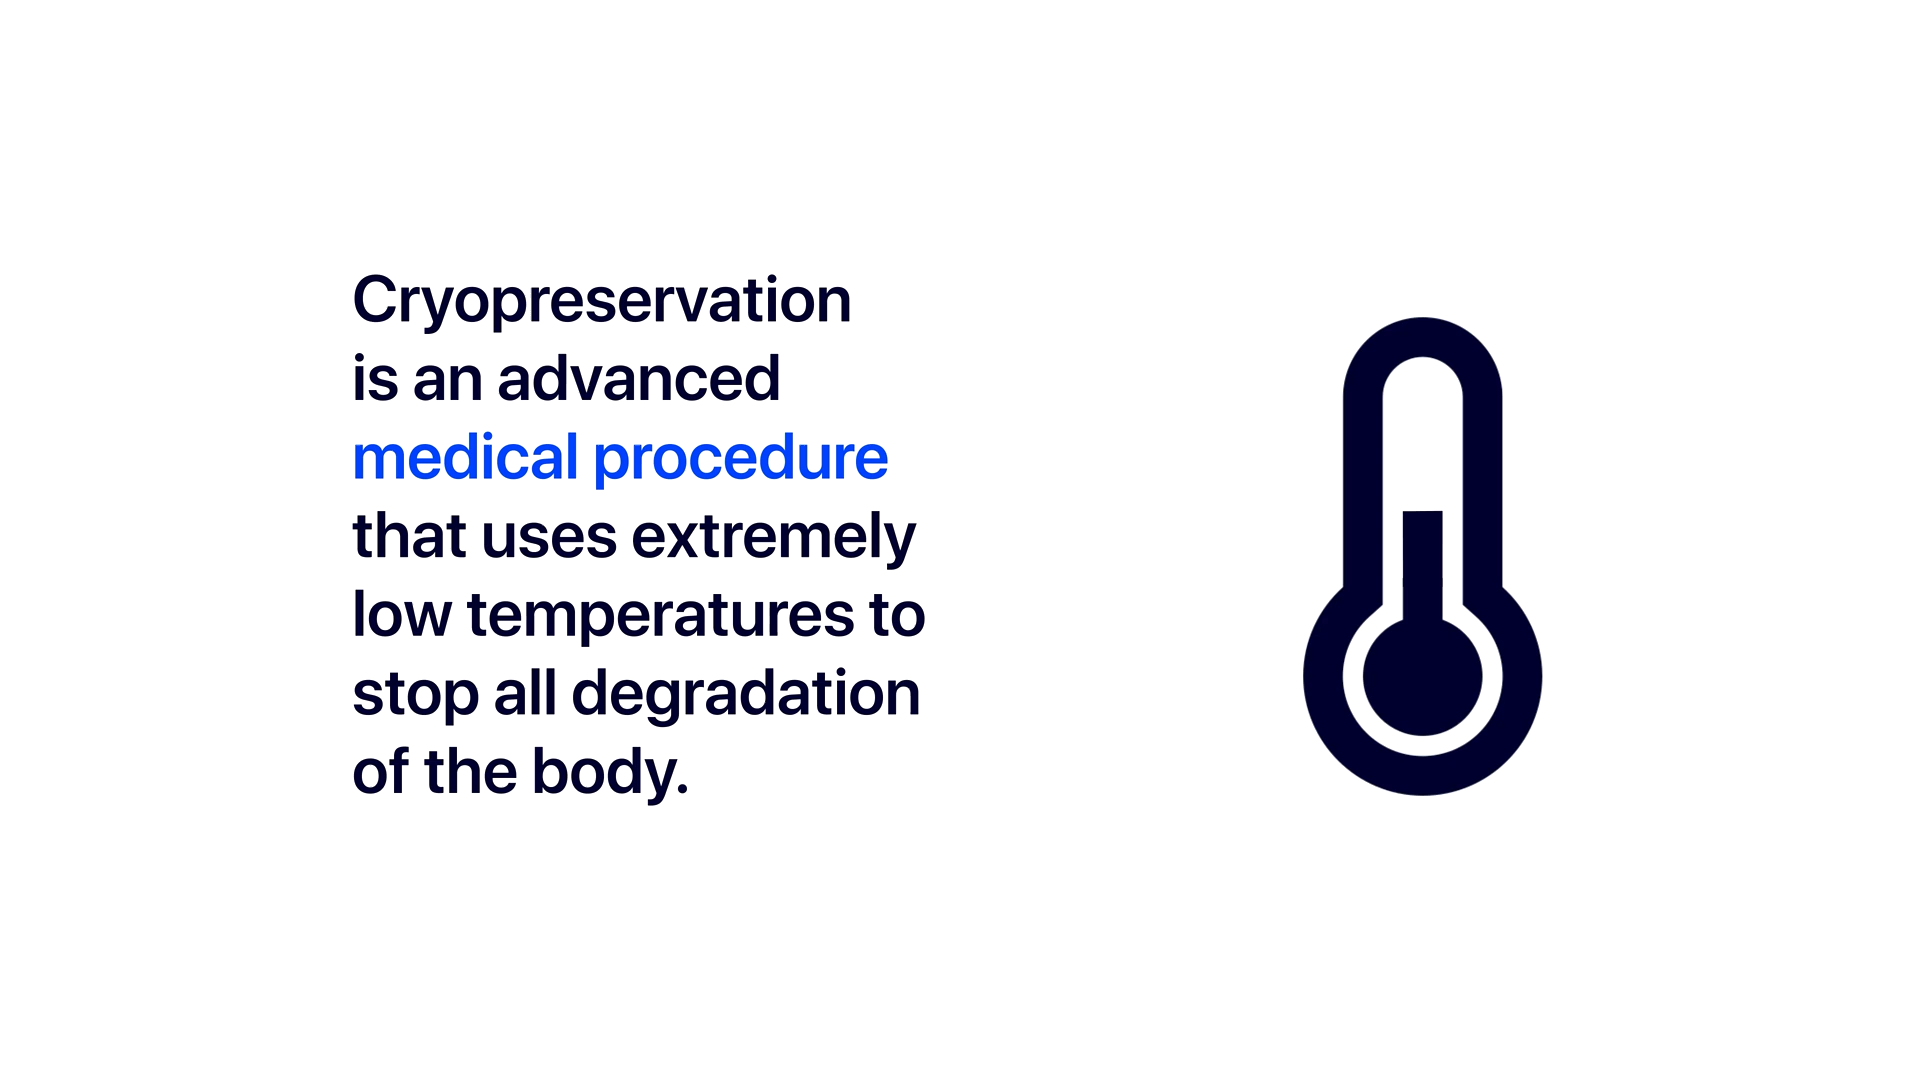 Cryopreservation
is an advanced
medical procedure
that uses extremely
low temperatures to
stop all degradation
of the body.